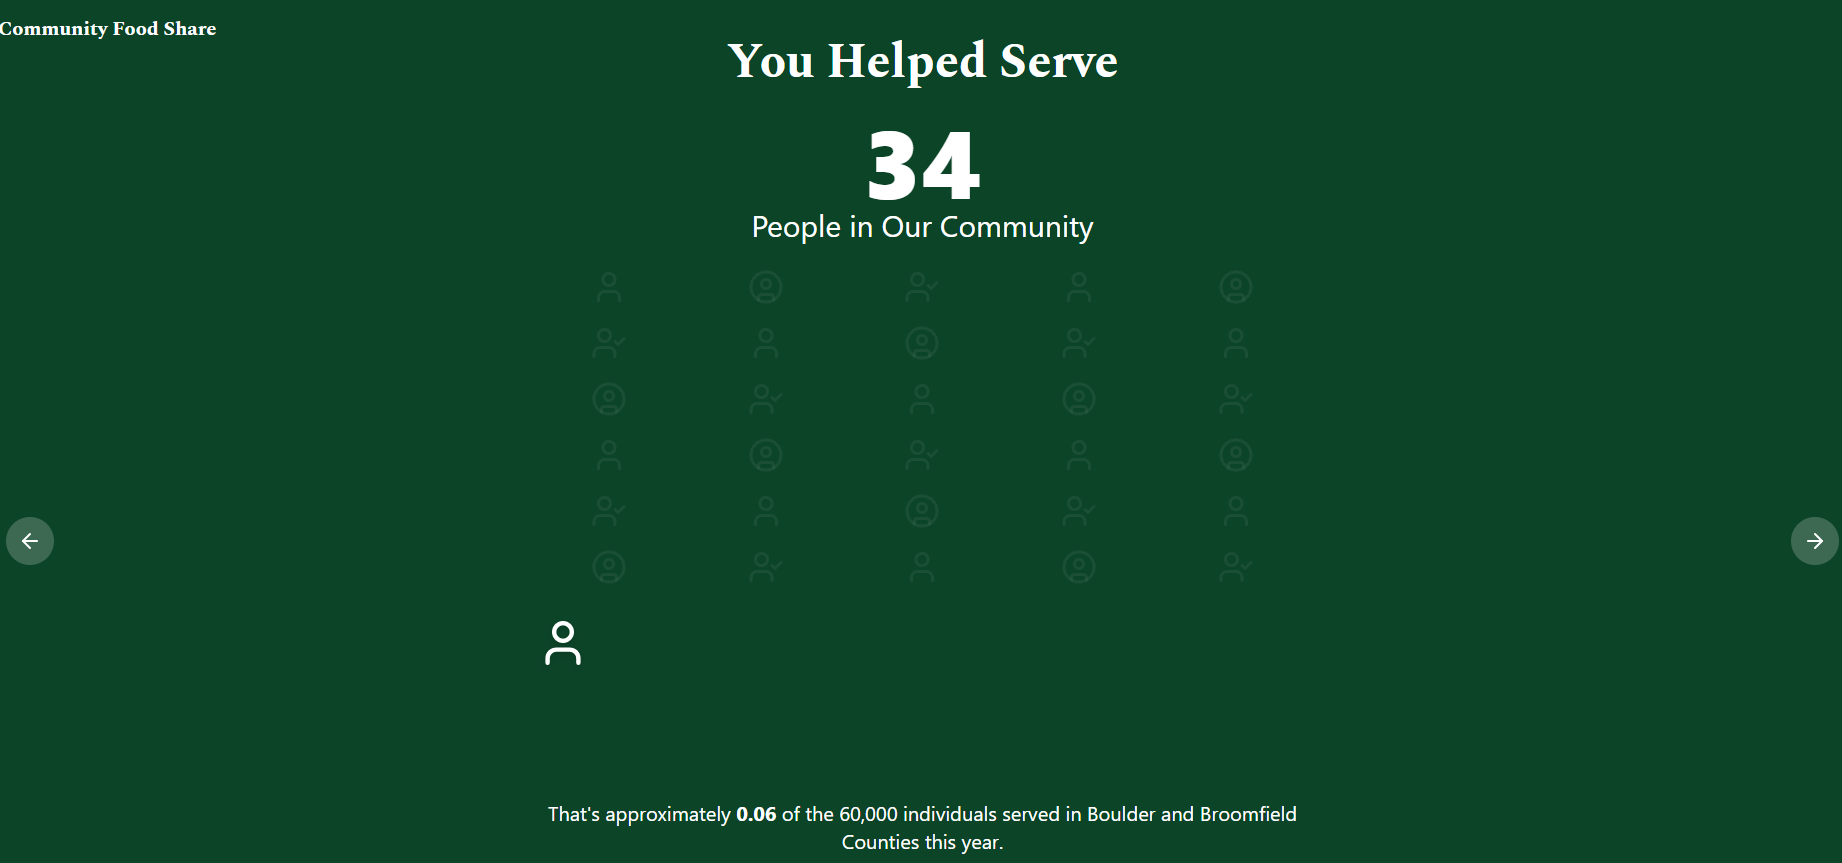 Community Food Share
You Helped Serve
34
People in Our Community
That's approximately 0.06 of the 60,000 individuals served in Boulder and Broomfield
Counties this year.